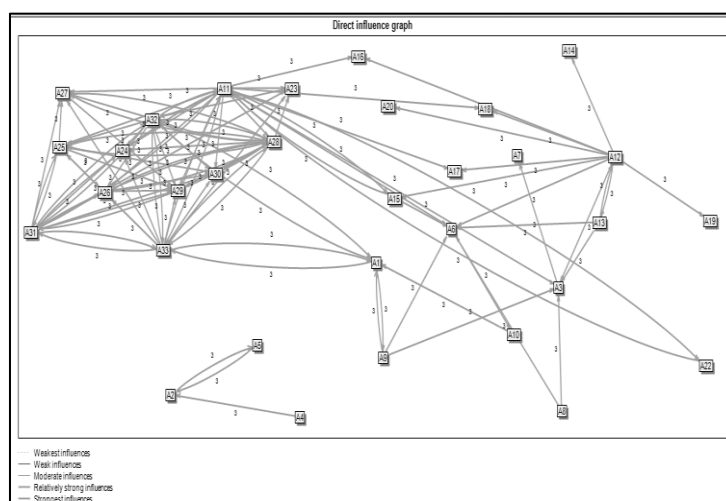 Direct influence graph
A14
A16
A11
A23
A27
A20
A18
A32
A28
A25
A24
A7
A12
A17
A30
A26
A29
A15
A19
A13
A6
A31
A33
A1
A3
A10
A5
A9
A22
A2
A8
A4
Weakest influences
Weak influences
Moderate influences
Relatively strong influences
Strongest influences